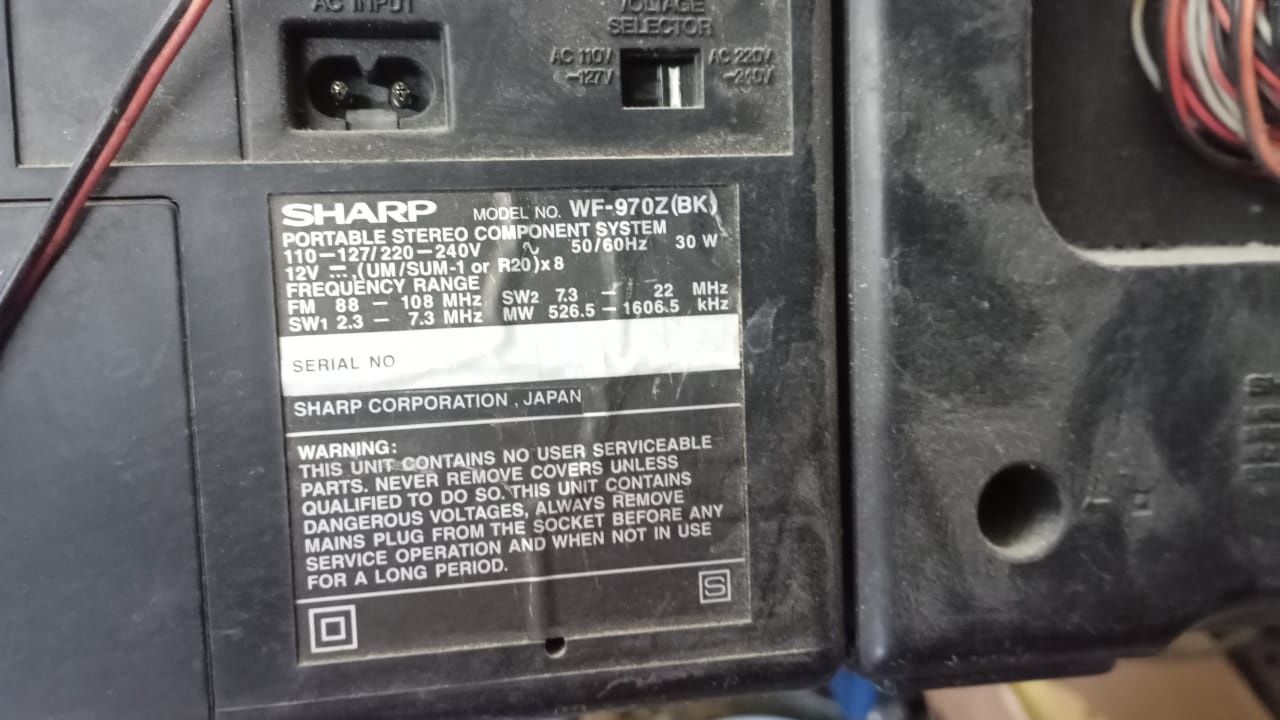 AC INPUT
VOLTAGE
SELECTOR
AC 110V
-127V
AC 220V
-240V
SHARP MODEL NO. WF-970Z(BK)
PORTABLE STEREO COMPONENT SYSTEM
110-127/220-240V ∿ 50/60Hz 30 W
12V ⎓, (UM/SUM-1 or R20)x8
FREQUENCY RANGE
FM 88 - 108 MHz SW2 7.3 - 22 MHz
SW1 2.3 - 7.3 MHz MW 526.5-1606.5 kHz
SERIAL NO
SHARP CORPORATION, JAPAN
WARNING:
THIS UNIT CONTAINS NO USER SERVICEABLE
PARTS. NEVER REMOVE COVERS UNLESS
QUALIFIED TO DO SO. THIS UNIT CONTAINS
DANGEROUS VOLTAGES, ALWAYS REMOVE
MAINS PLUG FROM THE SOCKET BEFORE ANY
SERVICE OPERATION AND WHEN NOT IN USE
FOR A LONG PERIOD.
S